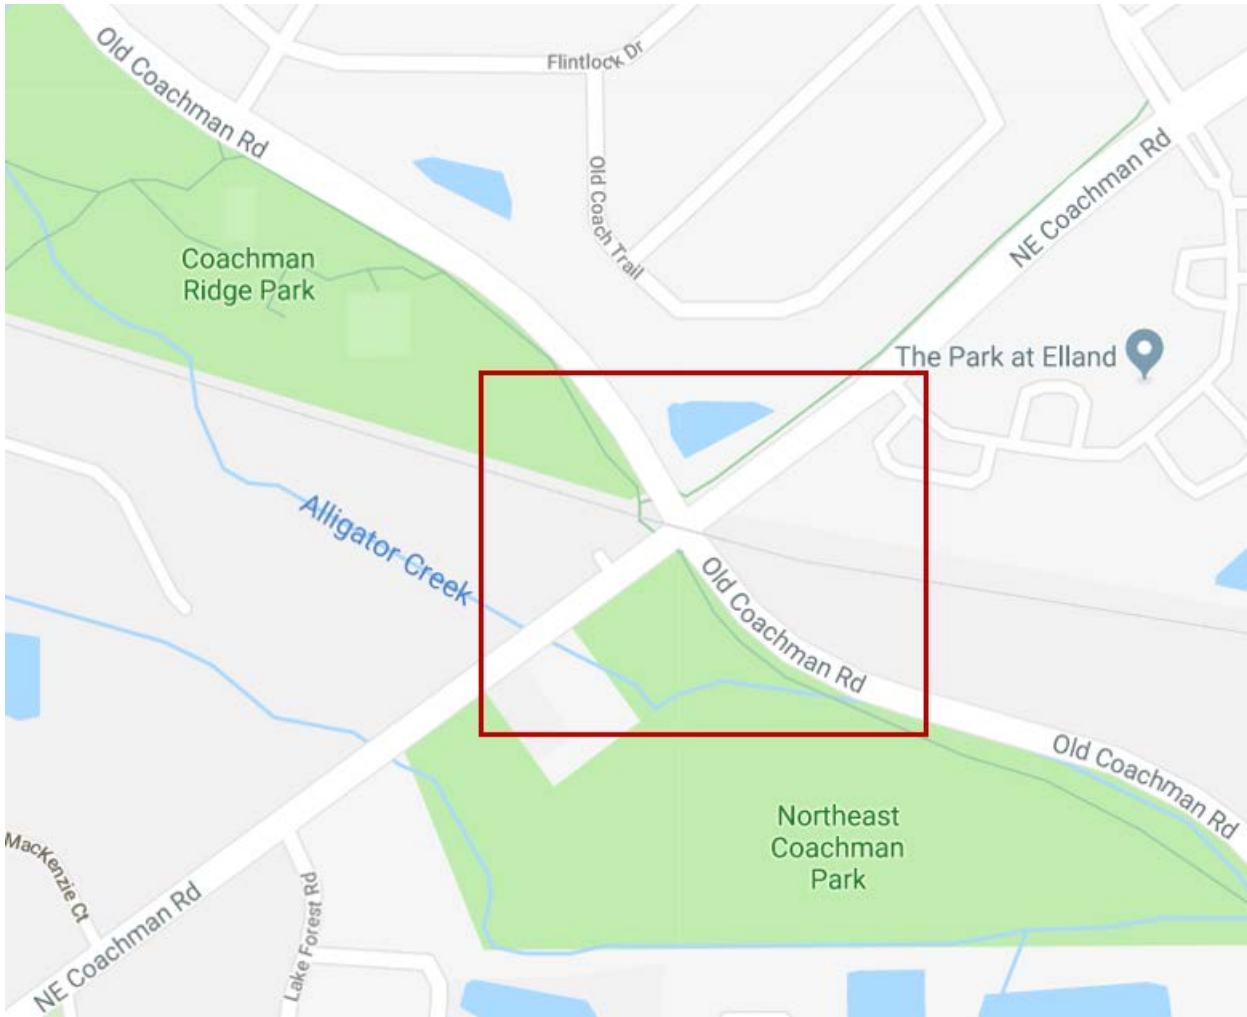 Old Coachman Rd
Flintlock Dr
Old Coach Trail
NE Coachman Rd
Coachman
Ridge Park
The Park at Elland
Alligator Creek
Old Coachman Rd
Old Coachman Rd
Northeast
Coachman
Park
MacKenzie Ct
Lake Forest Rd
NE Coachman Rd